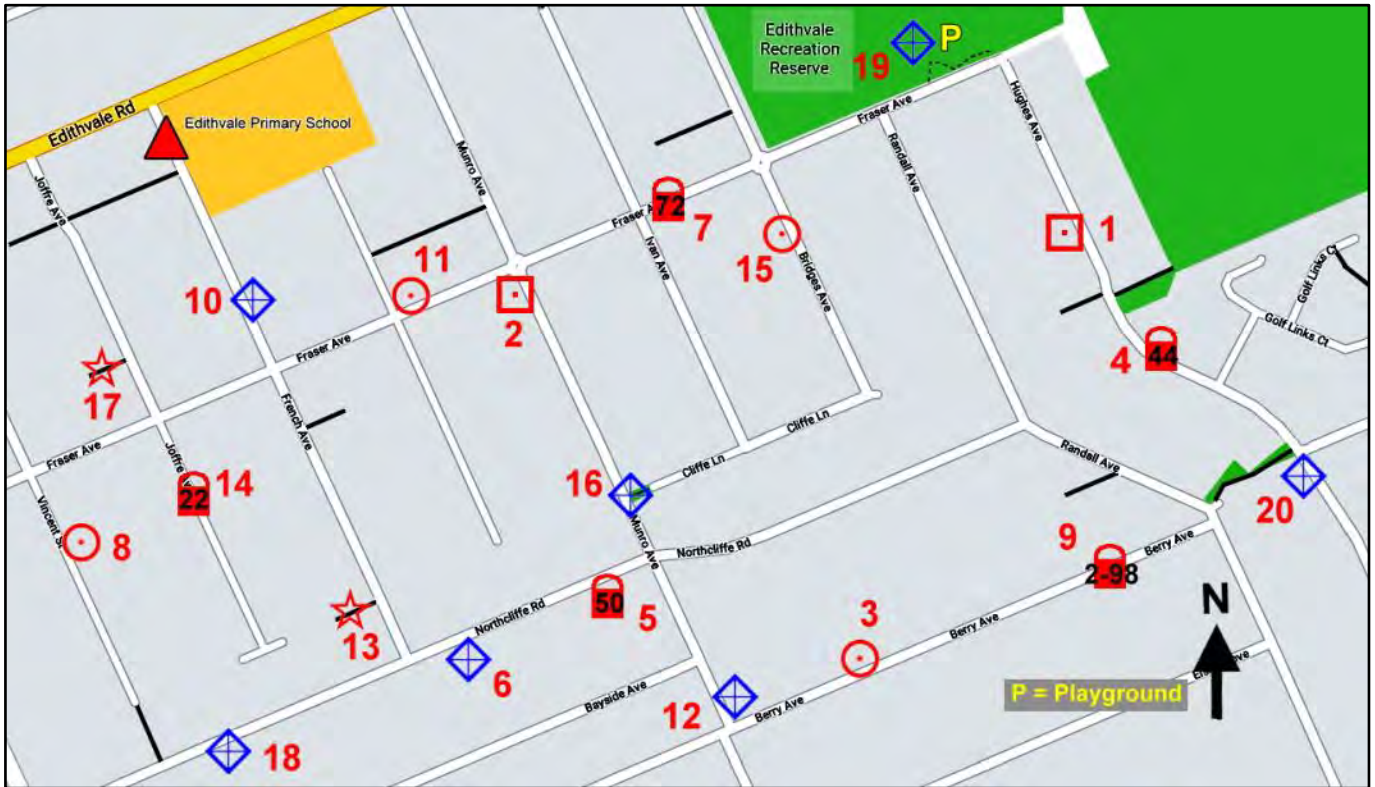 Edithvale
Recreation
Reserve
P
19
Edithvale Rd
Edithvale Primary School
Munro Ave
Fraser Ave
Hughes Ave
Randall Ave
Joffre Ave
72
7
Fraser
Ivan Ave
15
Bridges Ave
1
11
10
2
Golf Links Ct
Golf Links Ct
Fraser Ave
4
44
17
French Ave
Cliffe Ln
Fraser Ave
Joffre
Cliffe Ln
Randall Ave
14
22
16
20
Vincent St
8
Munro Ave
Northcliffe Rd
9
2-98
Berry Ave
50
5
Northcliffe Rd
13
3
N
Berry Ave
6
Bayside Ave
12
Berry Ave
P = Playground
18